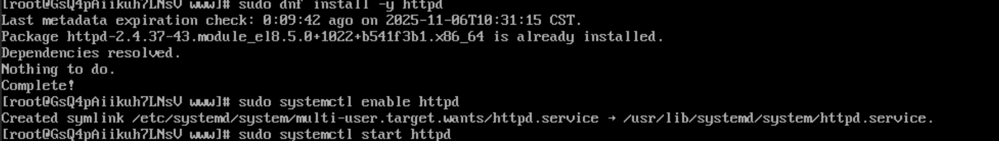 [root@GsQ4pAiikuh7LNsV www]# sudo dnf install -y httpd
Last metadata expiration check: 0:09:42 ago on 2025-11-06T10:31:15 CST.
Package httpd-2.4.37-43.module_el8.5.0+1022+b541f3b1.x86_64 is already installed.
Dependencies resolved.
Nothing to do.
Complete!
[root@GsQ4pAiikuh7LNsV www]# sudo systemctl enable httpd
Created symlink /etc/systemd/system/multi-user.target.wants/httpd.service → /usr/lib/systemd/system/httpd.service.
[root@GsQ4pAiikuh7LNsV www]# sudo systemctl start httpd